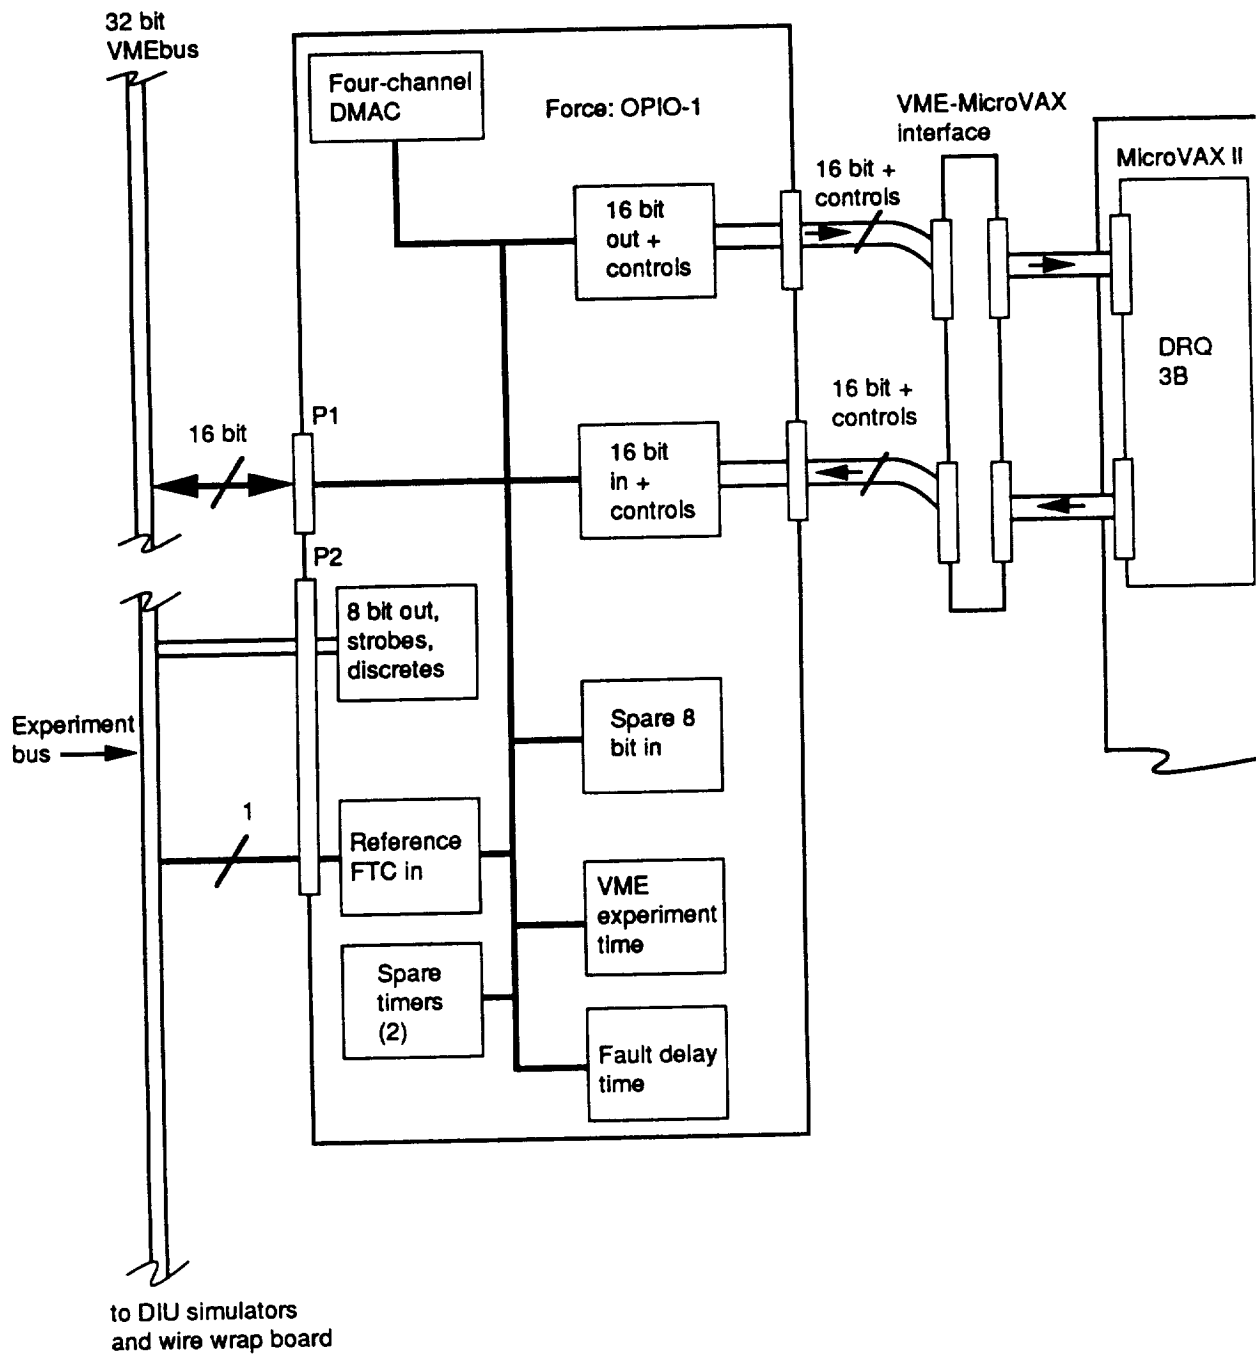 32 bit
VMEbus
Four-channel
DMAC
Force: OPIO-1
VME-MicroVAX
interface
MicroVAX II
16 bit +
controls
16 bit
out +
controls
DRQ
3B
16 bit +
controls
P1
16 bit
16 bit
in +
controls
P2
8 bit out,
strobes,
discretes
Experiment
bus
Spare 8
bit in
1
Reference
FTC in
VME
experiment
time
Spare
timers
(2)
Fault delay
time
to DIU simulators
and wire wrap board